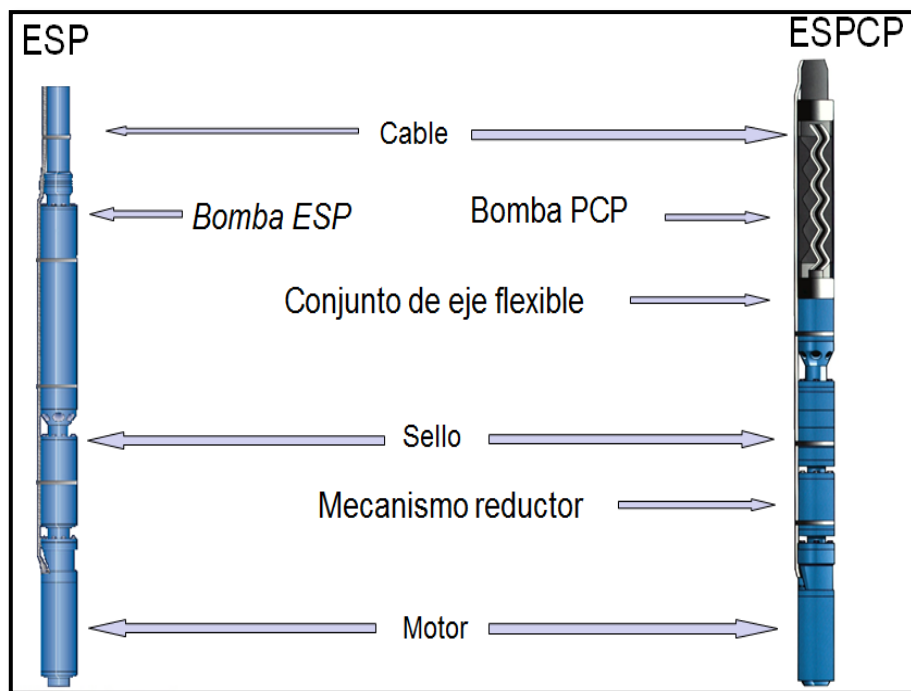 ESP
ESPCP
Cable
Bomba ESP
Bomba PCP
Conjunto de eje flexible
Sello
Mecanismo reductor
Motor